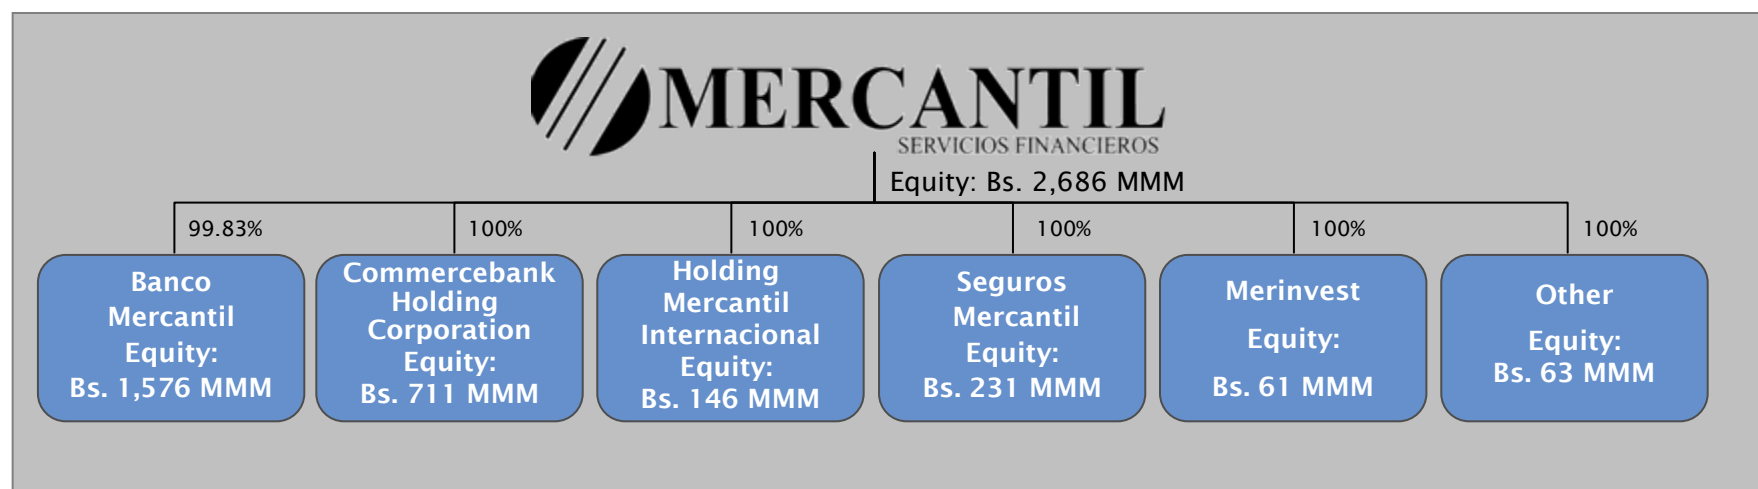 MERCANTIL
SERVICIOS FINANCIEROS
Equity: Bs. 2,686 MMM
99.83%
100%
100%
100%
100%
100%
Banco
Mercantil
Equity:
Bs. 1,576 MMM
Commercebank
Holding
Corporation
Equity:
Bs. 711 MMM
Holding
Mercantil
Internacional
Equity:
Bs. 146 MMM
Seguros
Mercantil
Equity:
Bs. 231 MMM
Merinvest
Equity:
Bs. 61 MMM
Other
Equity:
Bs. 63 MMM